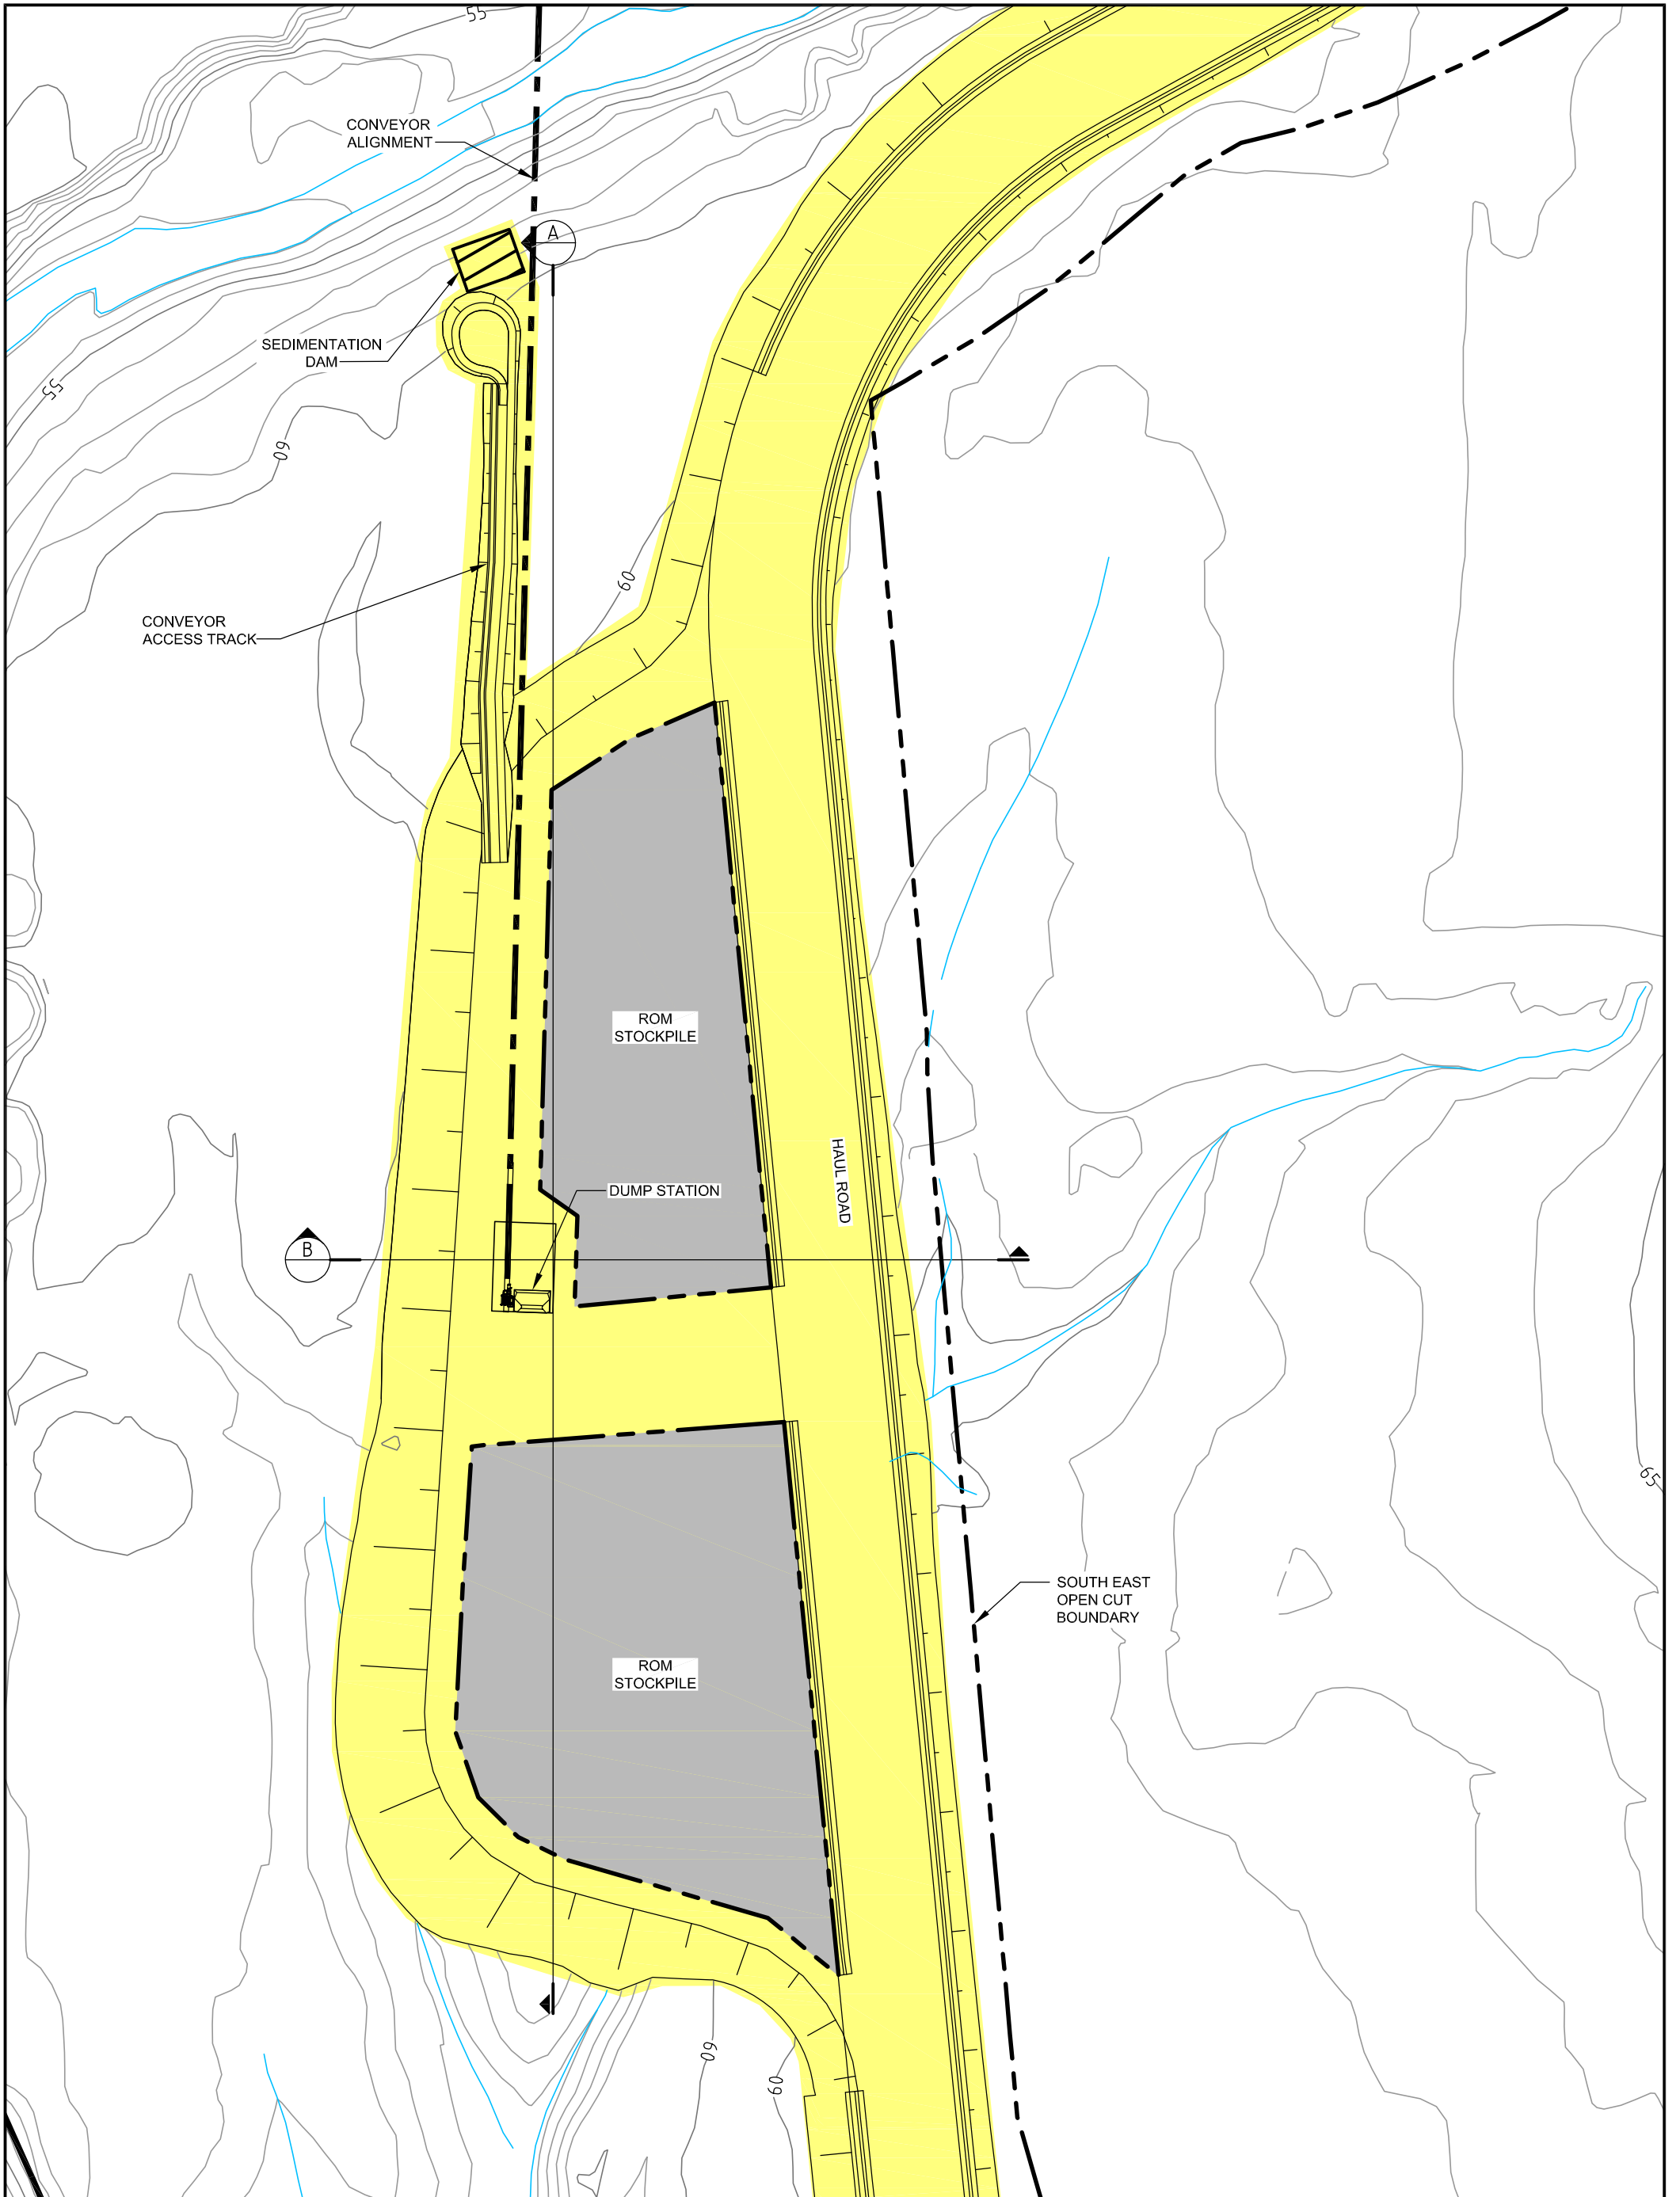 55
CONVEYOR
ALIGNMENT
A
SEDIMENTATION
DAM
55
60
60
CONVEYOR
ACCESS TRACK
ROM
STOCKPILE
HAUL ROAD
DUMP STATION
B
65
SOUTH EAST
OPEN CUT
BOUNDARY
ROM
STOCKPILE
60
60